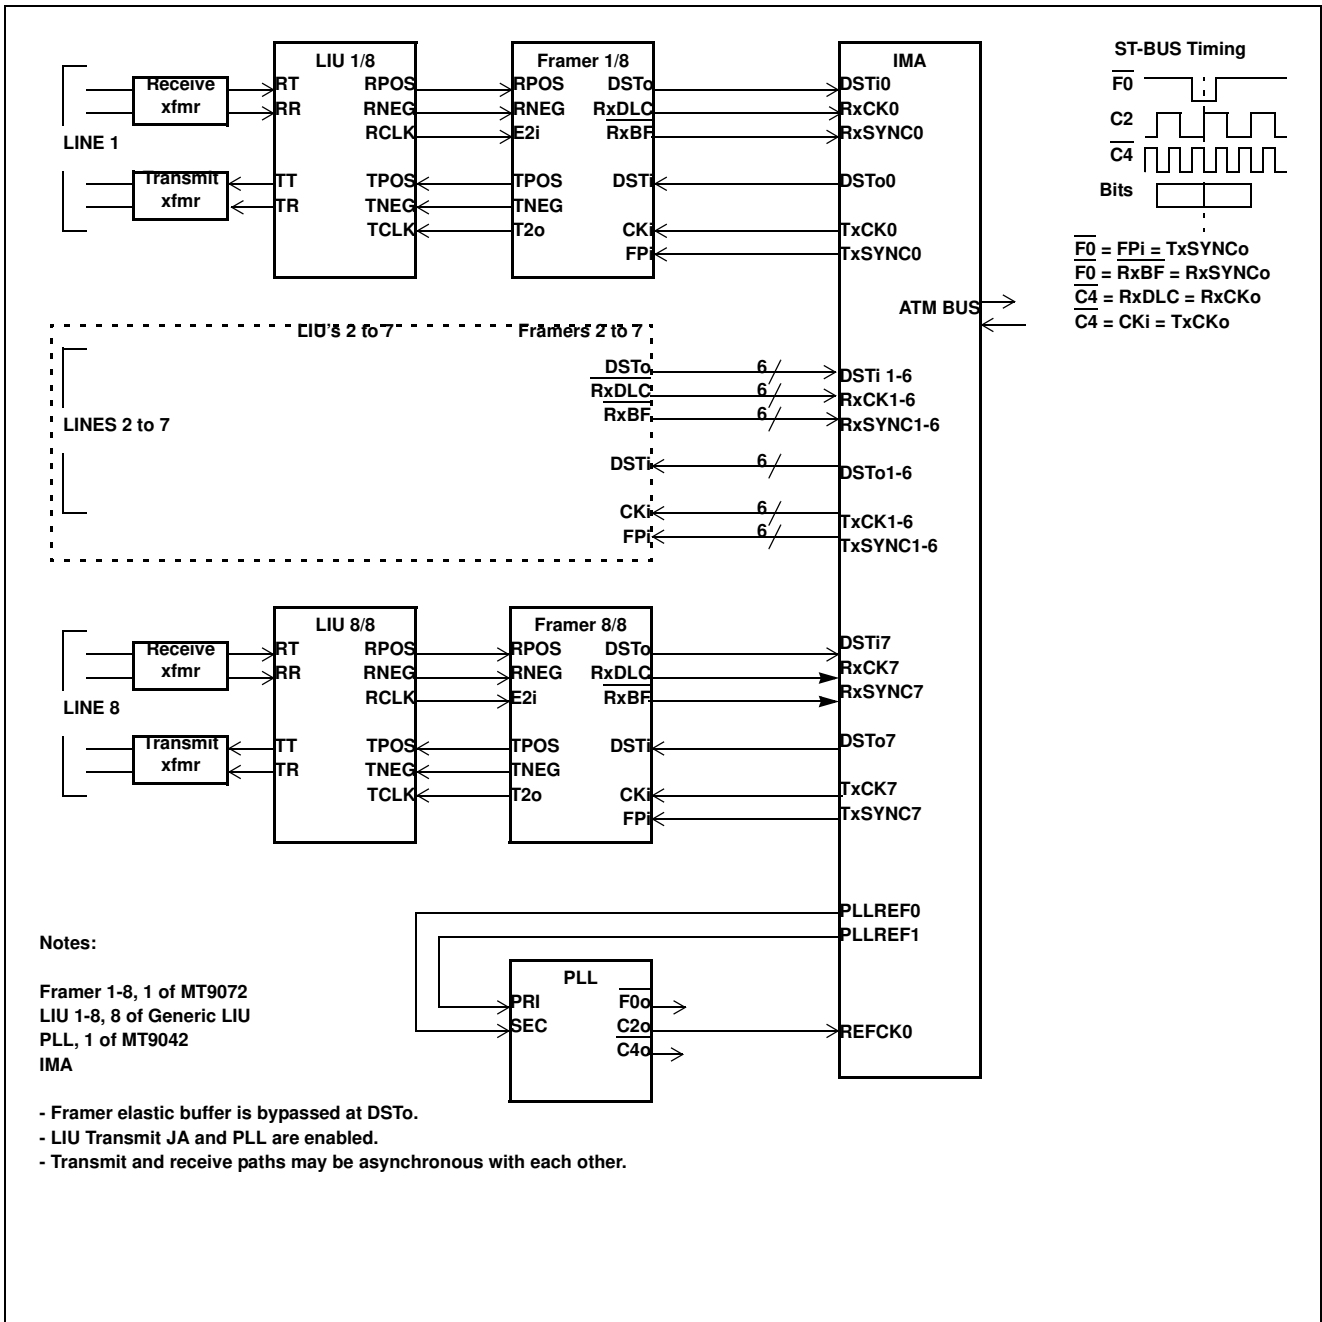 LIU 1/8 Framer 1/8 IMA ST-BUS Timing
Receive xfmr RT RPOS RPOS DSTo DSTi0 F0
RR RNEG RNEG RxDLC RxCK0
RCLK E2i RxBF RxSYNC0 C2
LINE 1
C4
Transmit xfmr TT TPOS TPOS DSTi DSTo0 Bits
TR TNEG TNEG
TCLK T2o CKi TxCK0
FPi TxSYNC0
F0 = FPi = TxSYNCo
F0 = RxBF = RxSYNCo
C4 = RxDLC = RxCKo
C4 = CKi = TxCKo
ATM BUS
LIU's 2 to 7 Framers 2 to 7
DSTo 6 DSTi 1-6
RxDLC 6 RxCK1-6
RxBF 6 RxSYNC1-6
LINES 2 to 7
DSTi 6 DSTo1-6
CKi 6 TxCK1-6
FPi 6 TxSYNC1-6
LIU 8/8 Framer 8/8
Receive xfmr RT RPOS RPOS DSTo DSTi7
RR RNEG RNEG RxDLC RxCK7
RCLK E2i RxBF RxSYNC7
LINE 8
Transmit xfmr TT TPOS TPOS DSTi DSTo7
TR TNEG TNEG
TCLK T2o CKi TxCK7
FPi TxSYNC7
PLLREF0
PLLREF1
PLL
PRI F0o
SEC C2o REFCK0
C4o
Notes:
Framer 1-8, 1 of MT9072
LIU 1-8, 8 of Generic LIU
PLL, 1 of MT9042
IMA
- Framer elastic buffer is bypassed at DSTo.
- LIU Transmit JA and PLL are enabled.
- Transmit and receive paths may be asynchronous with each other.